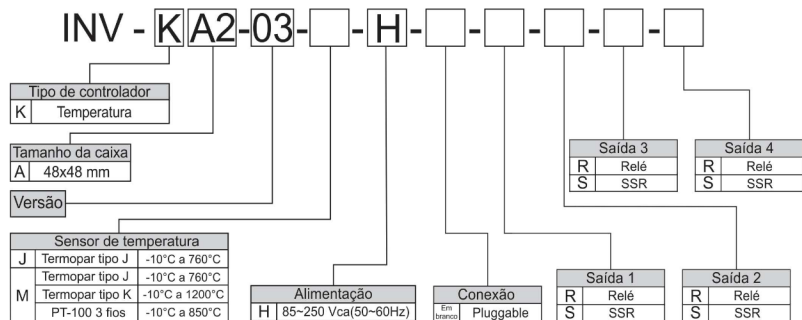 INV - K A2 - 03 - - H - - - - -
Tipo de controlador
K Temperatura
Tamanho da caixa
A 48x48 mm
Versão
Sensor de temperatura
J Termopar tipo J -10°C a 760°C
M Termopar tipo J -10°C a 760°C
Termopar tipo K -10°C a 1200°C
PT-100 3 fios -10°C a 850°C
Alimentação
H 85~250 Vca(50~60Hz)
Conexão
Em branco Pluggable
Saída 1
R Relé
S SSR
Saída 2
R Relé
S SSR
Saída 3
R Relé
S SSR
Saída 4
R Relé
S SSR